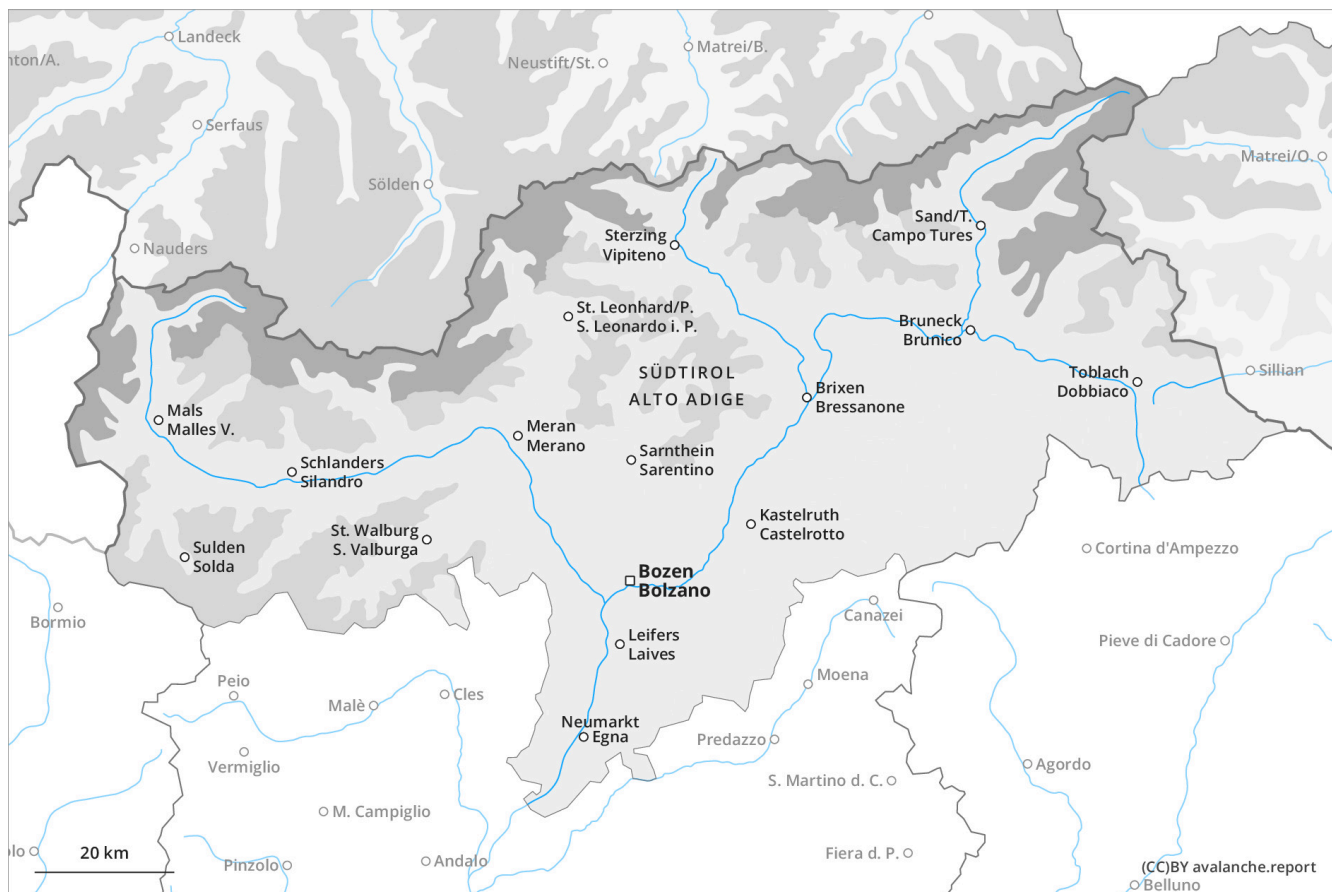 Landeck
nton/A.
Matrei/B.
Neustift/St.
Serfaus
Matrei/O.
Sölden
Sand/T.
Campo Tures
Nauders
Sterzing
Vipiteno
St. Leonhard/P.
S. Leonardo i. P.
Bruneck
Brunico
SÜDTIROL
ALTO ADIGE
Toblach
Dobbiaco
Sillian
Brixen
Bressanone
Mals
Malles V.
Meran
Merano
Sarnthein
Sarentino
Schlanders
Silandro
Kastelruth
Castelrotto
St. Walburg
S. Valburga
Sulden
Solda
Cortina d'Ampezzo
Bozen
Bolzano
Bormio
Canazei
Leifers
Laives
Pieve di Cadore
Peio
Moena
Malè
Cles
Neumarkt
Egna
Predazzo
Vermiglio
Agordo
S. Martino d. C.
M. Campiglio
20 km
olo
Pinzolo
Andalo
Fiera d. P.
(CC)BY avalanche.report
Belluno